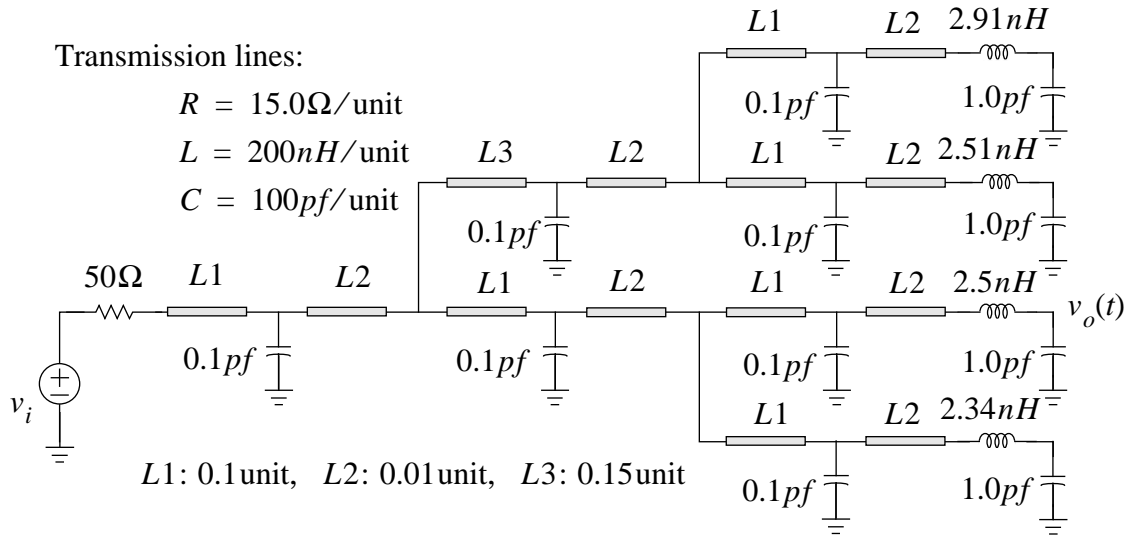 L1 L2 2.91nH
Transmission lines:
R = 15.0Ω/unit
0.1pf 1.0pf
L = 200nH/unit
L3 L2 L1 L2 2.51nH
C = 100pf/unit
0.1pf 0.1pf 1.0pf
50Ω L1 L2 L1 L2 L1 L2 2.5nH
v_o(t)
0.1pf 0.1pf 0.1pf 1.0pf
+
−
v_i
L1 L2 2.34nH
L1: 0.1unit, L2: 0.01unit, L3: 0.15unit
0.1pf 1.0pf